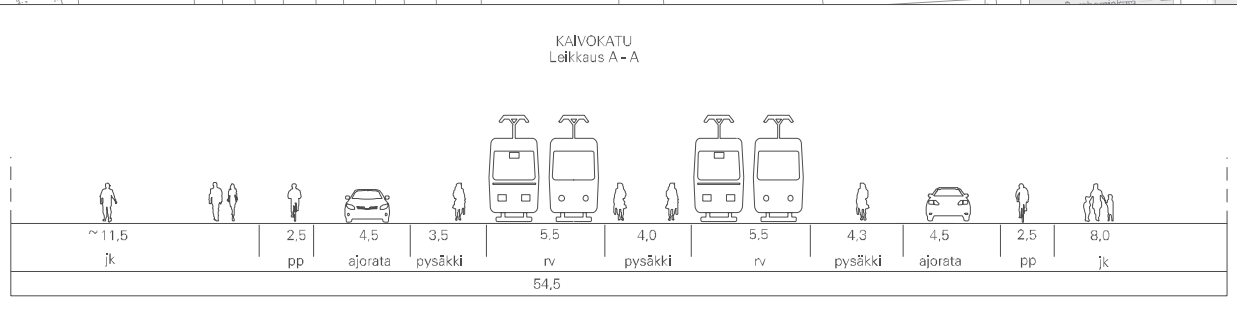 KAIVOKATU
Leikkaus A - A
~ 11,5 2,5 4,5 3,5 5,5 4,0 5,5 4,3 4,5 2,5 8,0
jk pp ajorata pysäkki rv pysäkki rv pysäkki ajorata pp jk
54,5